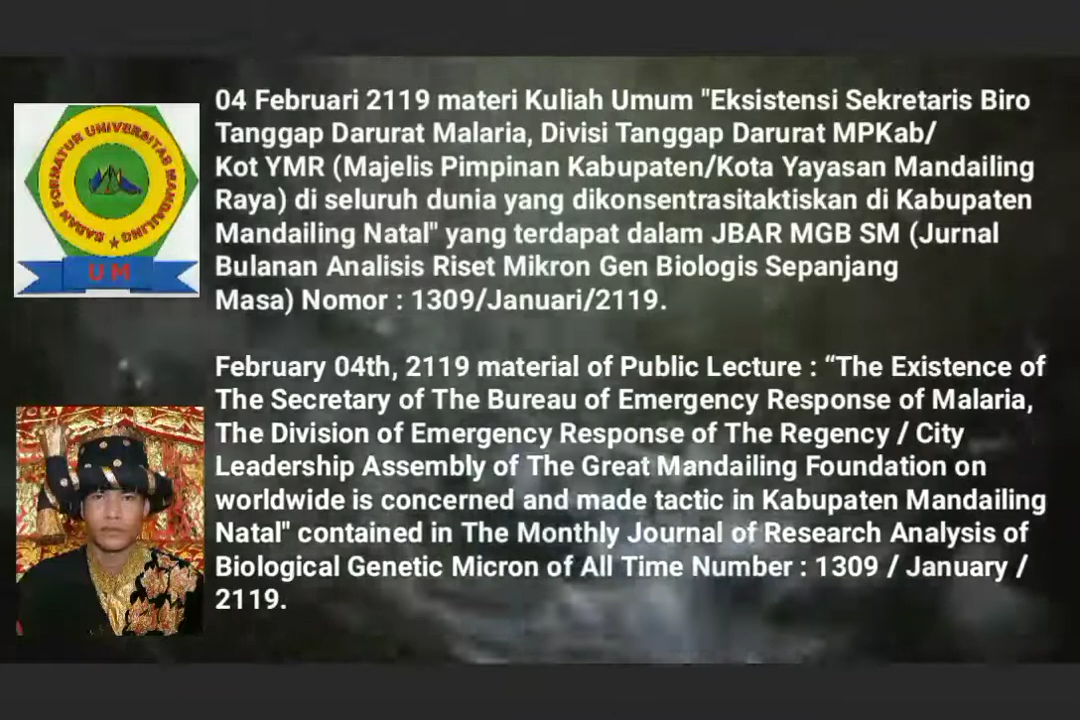 BADAN FORMATUR UNIVERSITAS MANDAILING
UM
04 Februari 2119 materi Kuliah Umum "Eksistensi Sekretaris Biro
Tanggap Darurat Malaria, Divisi Tanggap Darurat MPKab/
Kot YMR (Majelis Pimpinan Kabupaten/Kota Yayasan Mandailing
Raya) di seluruh dunia yang dikonsentrasitaktiskan di Kabupaten
Mandailing Natal" yang terdapat dalam JBAR MGB SM (Jurnal
Bulanan Analisis Riset Mikron Gen Biologis Sepanjang
Masa) Nomor : 1309/Januari/2119.
February 04th, 2119 material of Public Lecture : “The Existence of
The Secretary of The Bureau of Emergency Response of Malaria,
The Division of Emergency Response of The Regency / City
Leadership Assembly of The Great Mandailing Foundation on
worldwide is concerned and made tactic in Kabupaten Mandailing
Natal" contained in The Monthly Journal of Research Analysis of
Biological Genetic Micron of All Time Number : 1309 / January /
2119.